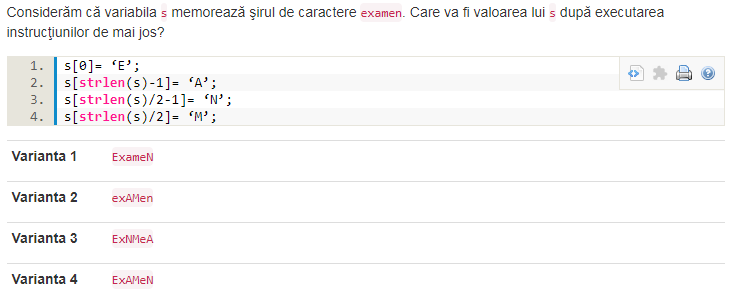 Considerăm că variabila s memorează şirul de caractere examen. Care va fi valoarea lui s după executarea
instrucţiunilor de mai jos?
1. s[0]= ‘E’;
2. s[strlen(s)-1]= ‘A’;
3. s[strlen(s)/2-1]= ‘N’;
4. s[strlen(s)/2]= ‘M’;
Varianta 1 ExameN
Varianta 2 exAMen
Varianta 3 ExNMeA
Varianta 4 ExAMeN